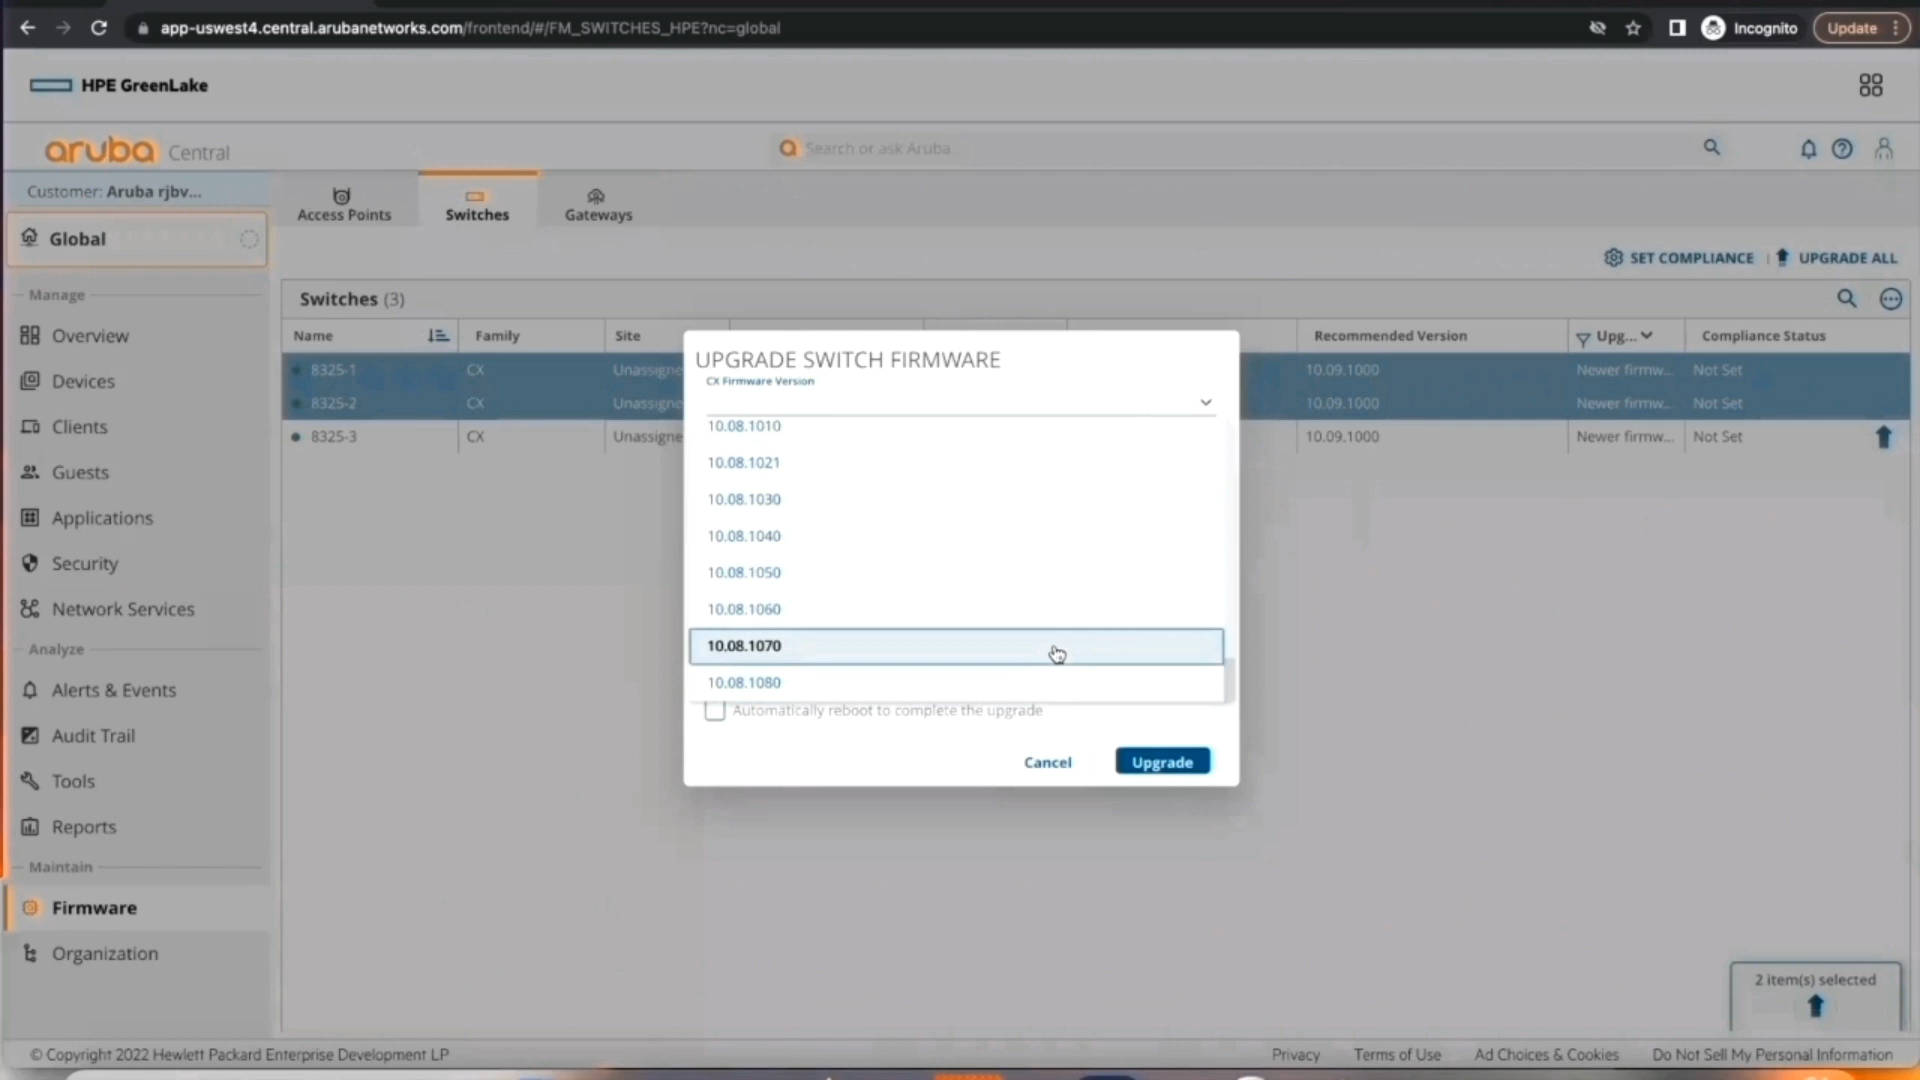 app-uswest4.central.arubanetworks.com/frontend/#/FM_SWITCHES_HPE?nc=global
Incognito
Update
HPE GreenLake
aruba Central
Search or ask Aruba
Customer: Aruba rjbv...
Access Points
Switches
Gateways
Global
SET COMPLIANCE
UPGRADE ALL
Manage
Overview
Devices
Clients
Guests
Applications
Security
Network Services
Analyze
Alerts & Events
Audit Trail
Tools
Reports
Maintain
Firmware
Organization
Switches (3)
Name Family Site Recommended Version Upg... Compliance Status
8325-1 CX Unassigne 10.09.1000 Newer firmw... Not Set
8325-2 CX Unassigne 10.09.1000 Newer firmw... Not Set
8325-3 CX Unassigne 10.09.1000 Newer firmw... Not Set
UPGRADE SWITCH FIRMWARE
CX Firmware Version
10.08.1010
10.08.1021
10.08.1030
10.08.1040
10.08.1050
10.08.1060
10.08.1070
10.08.1080
Automatically reboot to complete the upgrade
Cancel
Upgrade
2 item(s) selected
© Copyright 2022 Hewlett Packard Enterprise Development LP
Privacy
Terms of Use
Ad Choices & Cookies
Do Not Sell My Personal Information